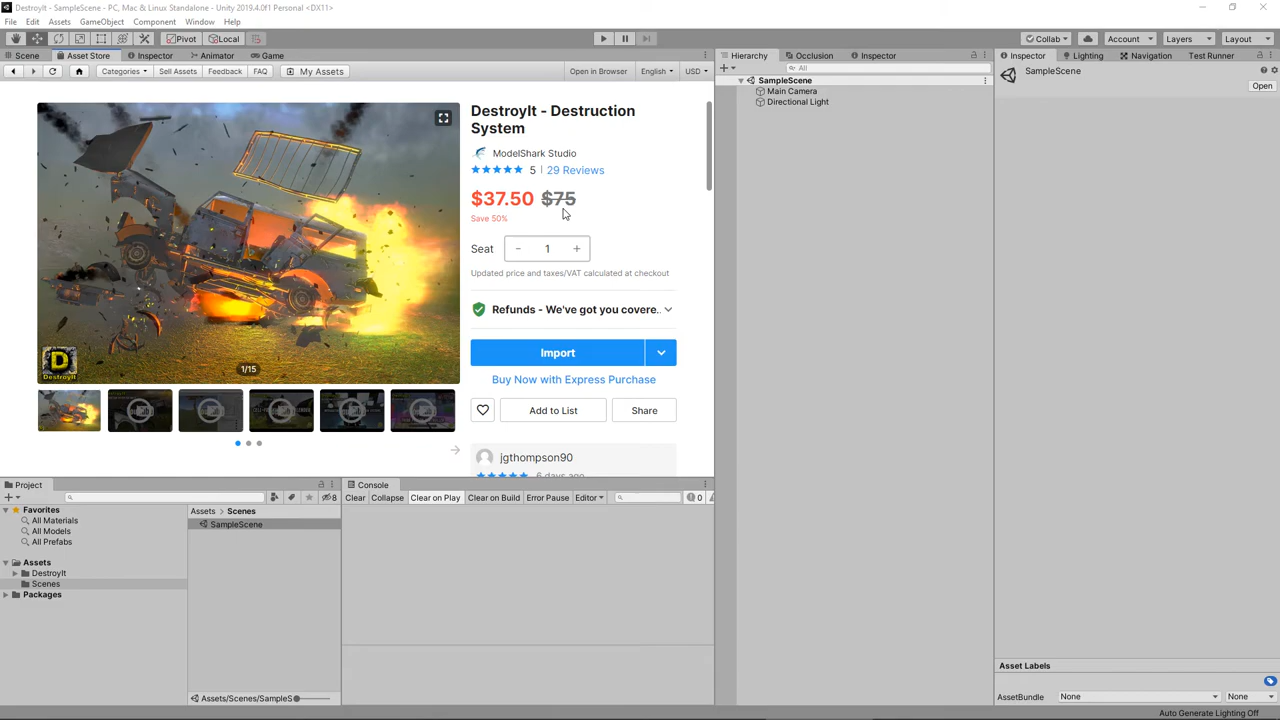 DestroyIt - SampleScene - PC, Mac & Linux Standalone - Unity 2019.4.0f1 Personal <DX11>
File Edit Assets GameObject Component Window Help
Pivot Local Collab Account Layers Layout
Scene Asset Store Inspector Animator Game
Categories Sell Assets Feedback FAQ My Assets Open in Browser English USD
DestroyIt - Destruction
System
ModelShark Studio
5 | 29 Reviews
$37.50 $75
Save 50%
Seat - 1 +
Updated price and taxes/VAT calculated at checkout
Refunds - We've got you covere..
Import
Buy Now with Express Purchase
Add to List Share
jgthompson90
6 days ago
D
DestroyIt
1/15
Hierarchy Occlusion Inspector
All
SampleScene
Main Camera
Directional Light
Inspector Lighting Navigation Test Runner
SampleScene
Open
Project
8
Favorites
All Materials
All Models
All Prefabs
Assets
DestroyIt
Scenes
Packages
Assets > Scenes
SampleScene
Assets/Scenes/SampleS
Console
Clear Collapse Clear on Play Clear on Build Error Pause Editor 0
Asset Labels
AssetBundle None None
Auto Generate Lighting Off